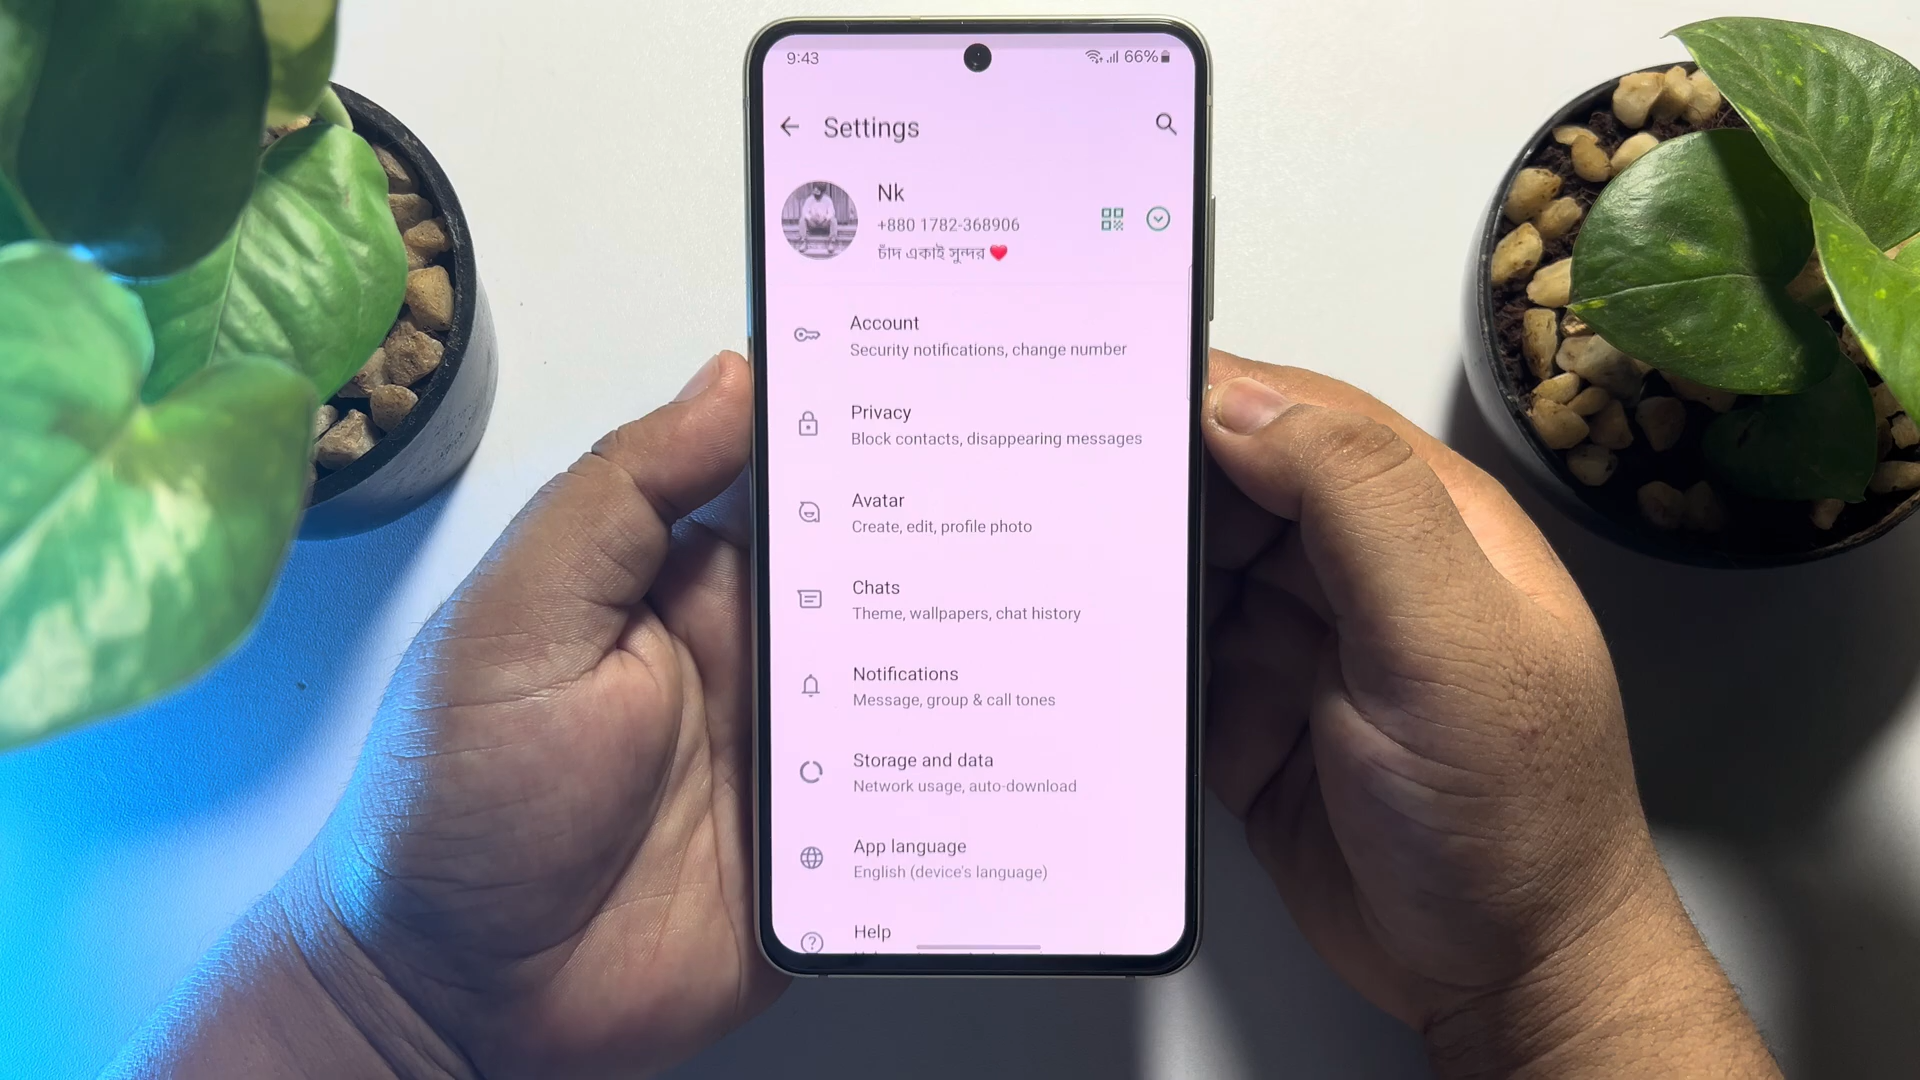 9:43 66%
Settings
Nk
+880 1782-368906
চাঁদ একাই সুন্দর ❤️
Account
Security notifications, change number
Privacy
Block contacts, disappearing messages
Avatar
Create, edit, profile photo
Chats
Theme, wallpapers, chat history
Notifications
Message, group & call tones
Storage and data
Network usage, auto-download
App language
English (device's language)
Help